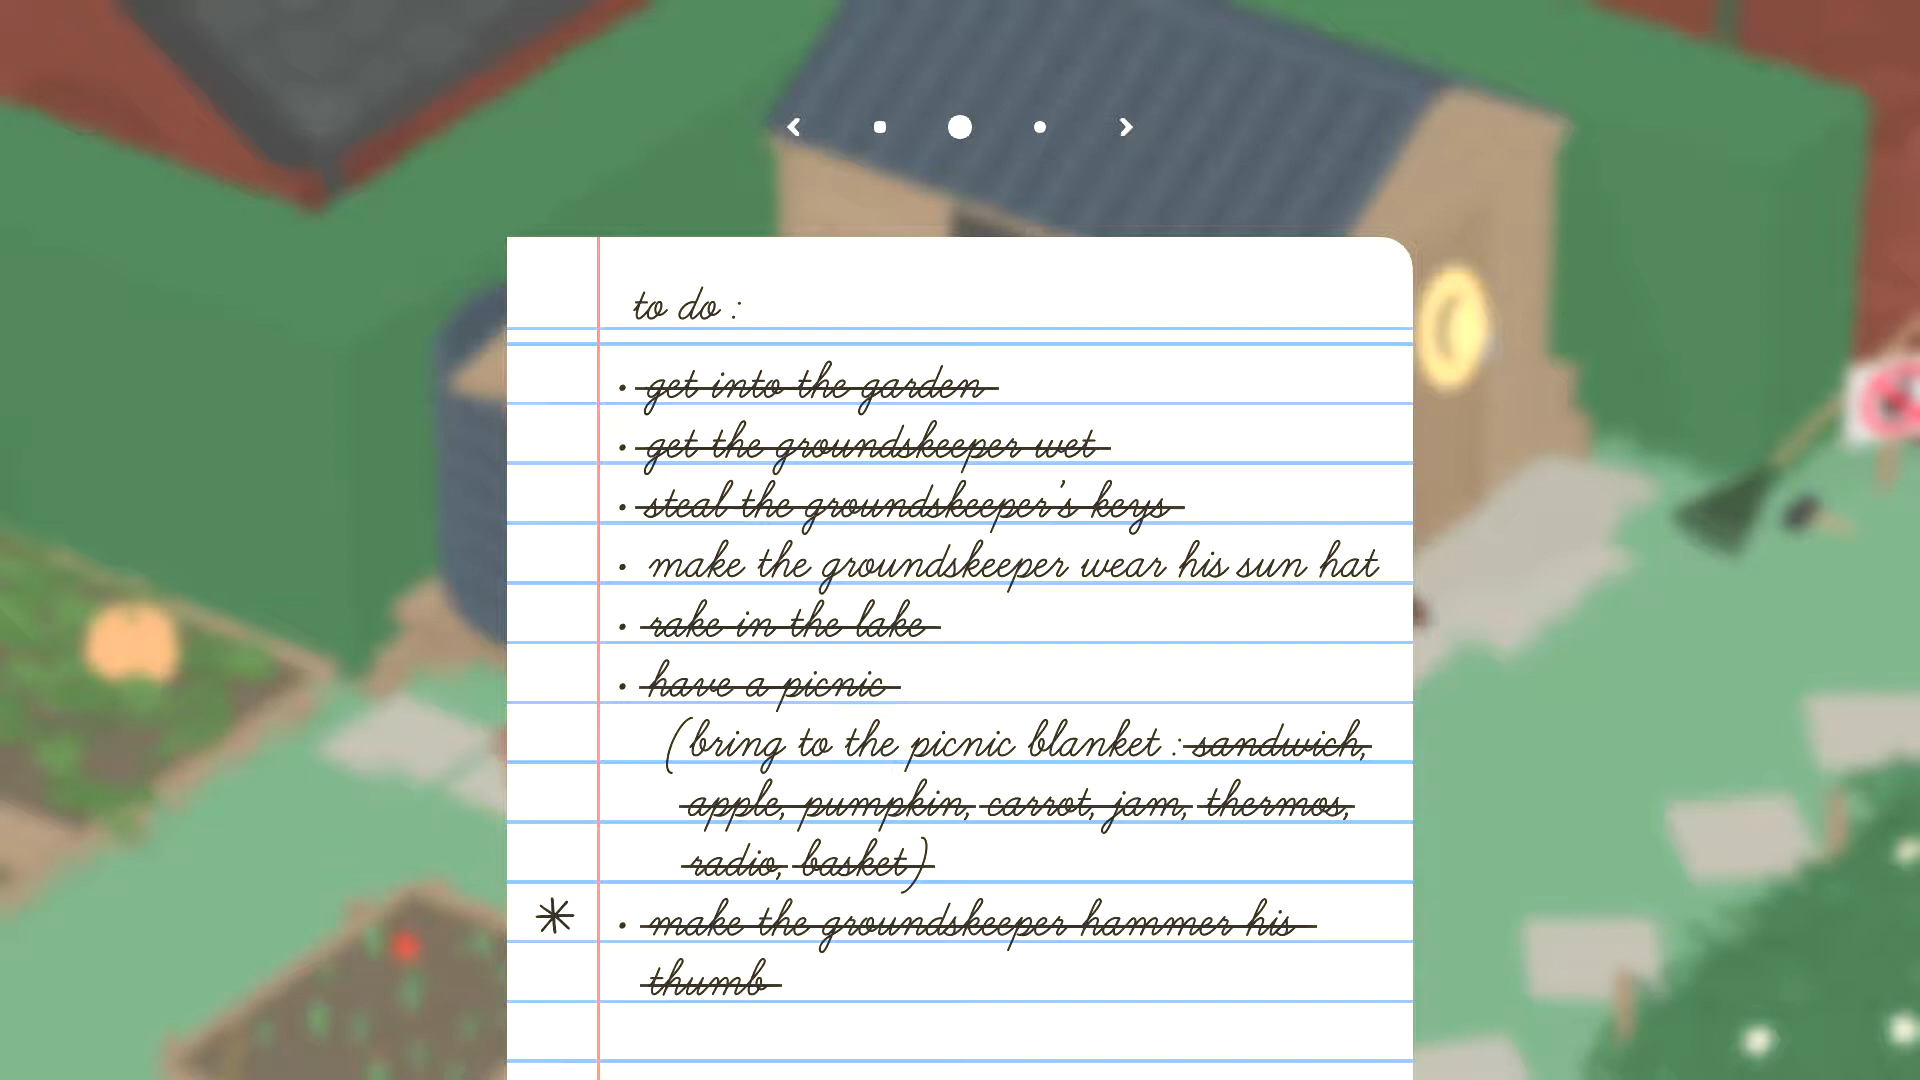 to do :
• get into the garden
• get the groundskeeper wet
• steal the groundskeeper's keys
• make the groundskeeper wear his sun hat
• rake in the lake
• have a picnic
(bring to the picnic blanket : sandwich,
apple, pumpkin, carrot, jam, thermos,
radio, basket)
* • make the groundskeeper hammer his
thumb